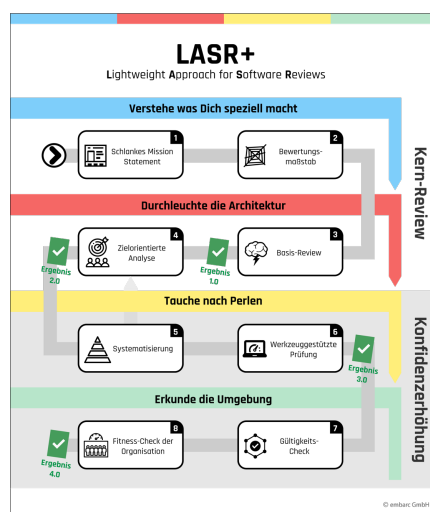 LASR+
Lightweight Approach for Software Reviews
Verstehe was Dich speziell macht
1
Schlankes Mission
Statement
2
Bewertungs-
maßstab
Kern-Review
Durchleuchte die Architektur
4
Zielorientierte
Analyse
3
Basis-Review
Ergebnis
2.0
Ergebnis
1.0
Tauche nach Perlen
5
Systematisierung
6
Werkzeuggestützte
Prüfung
Ergebnis
3.0
Konfidenzerhöhung
Erkunde die Umgebung
8
Fitness-Check der
Organisation
7
Gültigkeits-
Check
Ergebnis
4.0
© embarc GmbH